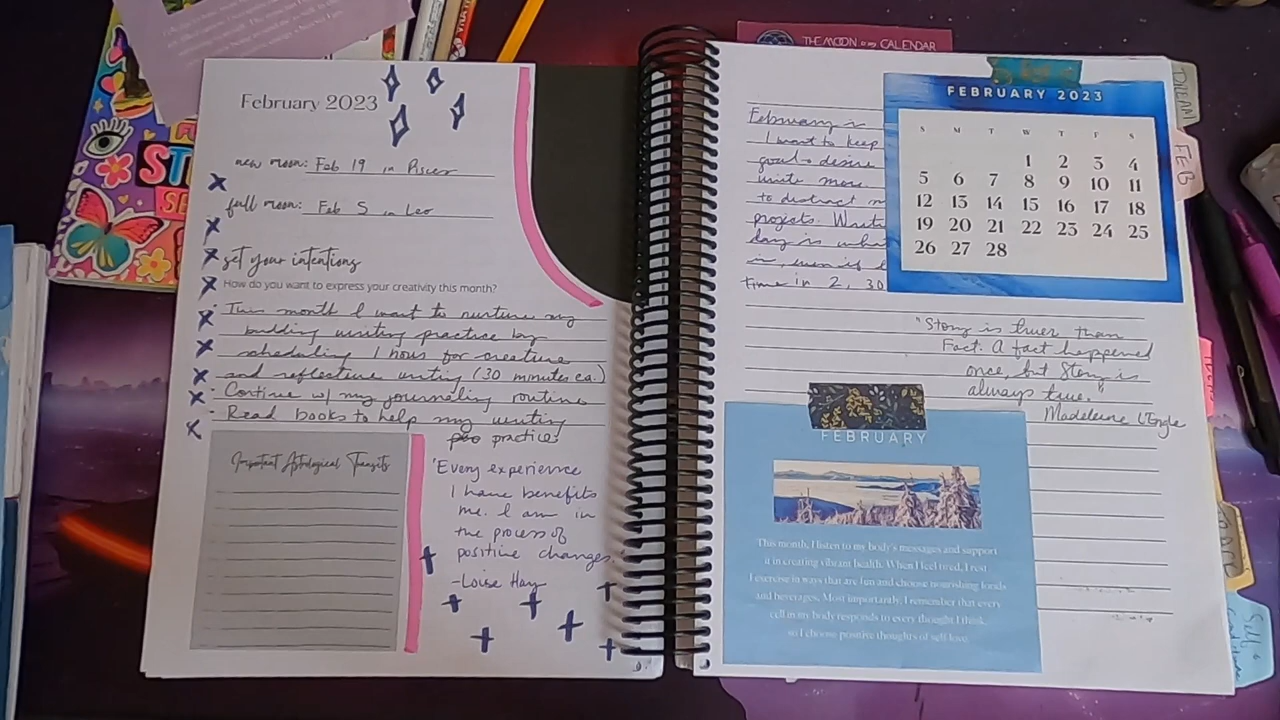 February 2023
new moon: Feb 19 in Pisces
full moon: Feb 5 in Leo
set your intentions
How do you want to express your creativity this month?
- This month I want to nurture my
budding writing practice by
scheduling 1 hour for creative
and reflective writing (30 minutes ea.)
- Continue w/ my journaling routine
- Read books to help my writing
practice
Important Astrological Transits
"Every experience
I have benefits
me. I am in
the process of
positive changes."
-Loise Hay
THE MOON is my CALENDAR
February is
I want to keep
goal + desire
write more.
to distract m
projects. Write
day is what
in, even if
time in 2, 30
FEBRUARY 2023
S M T W T F S
1 2 3 4
5 6 7 8 9 10 11
12 13 14 15 16 17 18
19 20 21 22 23 24 25
26 27 28
"Story is truer than
Fact. A fact happened
once, but Story is
always true."
Madeleine L'Engle
FEBRUARY
This month, I listen to my body's messages and support
it in creating vibrant health. When I feel tired, I rest
I exercise in ways that are fun and choose nourishing foods
and beverages. Most importantly, I remember that every
cell in my body responds to every thought I think,
so I choose positive thoughts of self-love.
DREAM
FEB
Self +